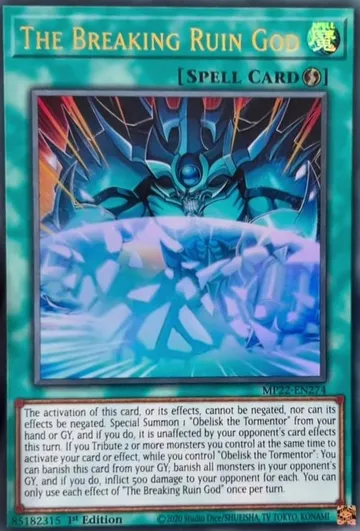 THE BREAKING RUIN GOD
SPELL
魔
[SPELL CARD]
MP22-EN274
The activation of this card, or its effects, cannot be negated, nor can its
effects be negated. Special Summon 1 "Obelisk the Tormentor" from your
hand or GY, and if you do, it is unaffected by your opponent's card effects
this turn. If you Tribute 2 or more monsters you control at the same time to
activate your card or effect, while you control "Obelisk the Tormentor": You
can banish this card from your GY; banish all monsters in your opponent's
GY, and if you do, inflict 500 damage to your opponent for each. You can
only use each effect of "The Breaking Ruin God" once per turn.
85182315 1st Edition ©2020 Studio Dice/SHUEISHA, TV TOKYO, KONAMI